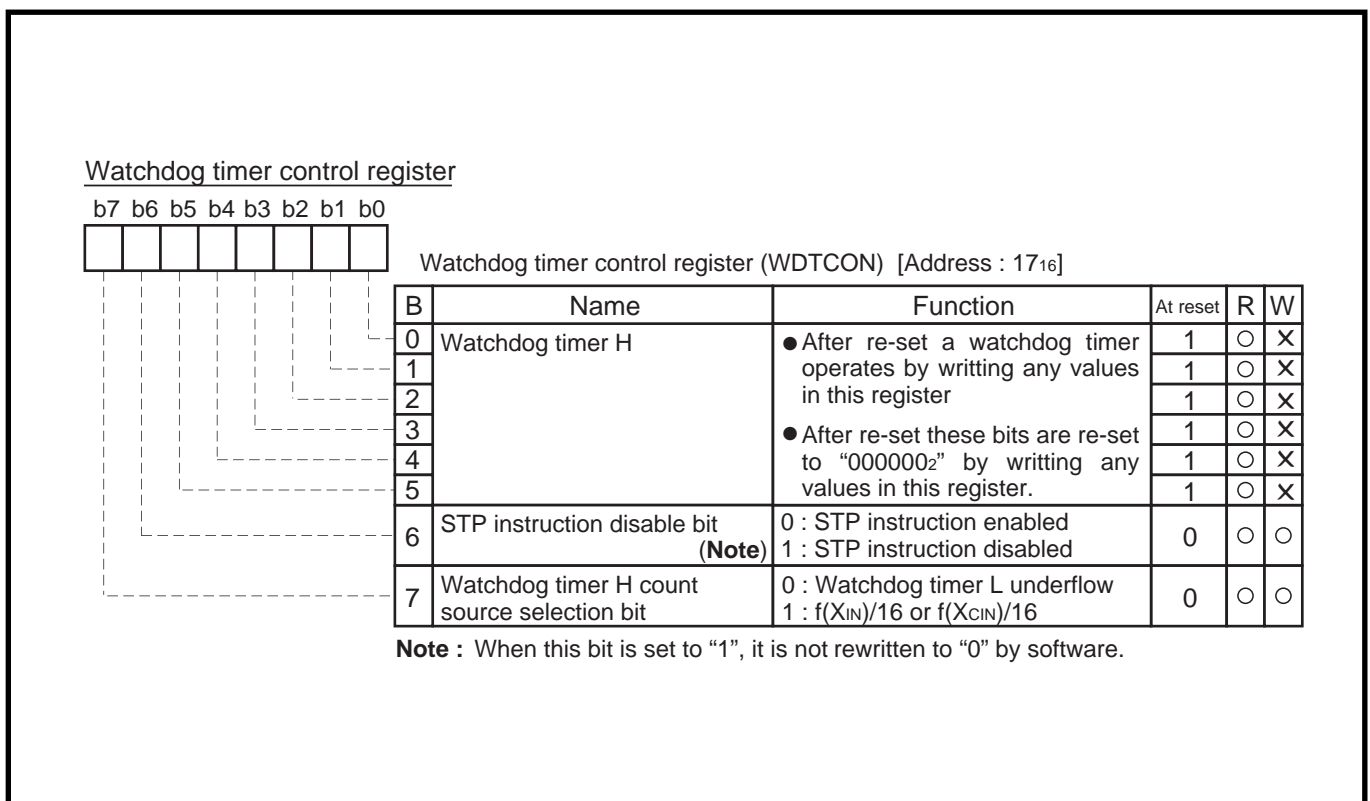 Watchdog timer control register
b7 b6 b5 b4 b3 b2 b1 b0
Watchdog timer control register (WDTCON) [Address : 17₁₆]
B Name Function At reset R W
0 Watchdog timer H ● After re-set a watchdog timer 1 ○ ×
1 operates by writting any values 1 ○ ×
2 in this register 1 ○ ×
3 ● After re-set these bits are re-set 1 ○ ×
4 to “000000₂” by writting any 1 ○ ×
5 values in this register. 1 ○ ×
6 STP instruction disable bit (Note) 0 : STP instruction enabled
1 : STP instruction disabled 0 ○ ○
7 Watchdog timer H count
source selection bit 0 : Watchdog timer L underflow
1 : f(XIN)/16 or f(XCIN)/16 0 ○ ○
Note : When this bit is set to “1”, it is not rewritten to “0” by software.